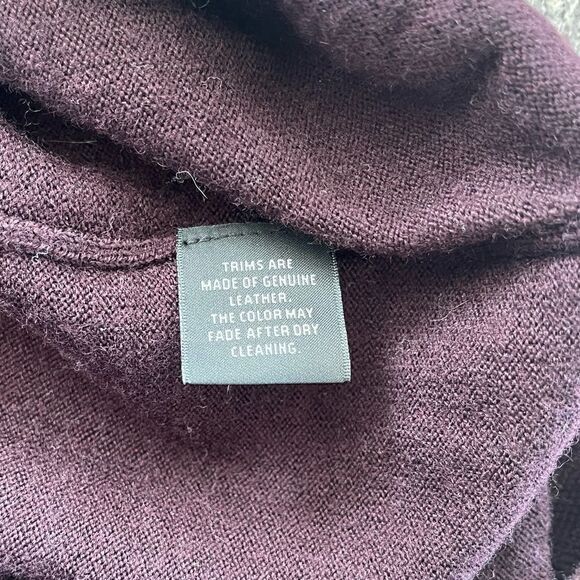 TRIMS ARE
MADE OF GENUINE
LEATHER.
THE COLOR MAY
FADE AFTER DRY
CLEANING.